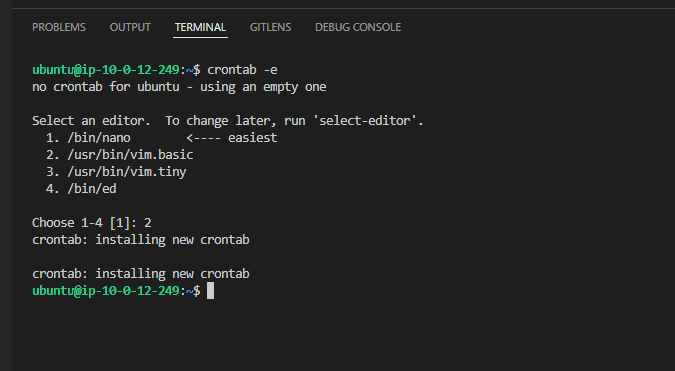 PROBLEMS OUTPUT TERMINAL GITLENS DEBUG CONSOLE
ubuntu@ip-10-0-12-249:~$ crontab -e
no crontab for ubuntu - using an empty one
Select an editor.  To change later, run 'select-editor'.
  1. /bin/nano        <---- easiest
  2. /usr/bin/vim.basic
  3. /usr/bin/vim.tiny
  4. /bin/ed
Choose 1-4 [1]: 2
crontab: installing new crontab
crontab: installing new crontab
ubuntu@ip-10-0-12-249:~$